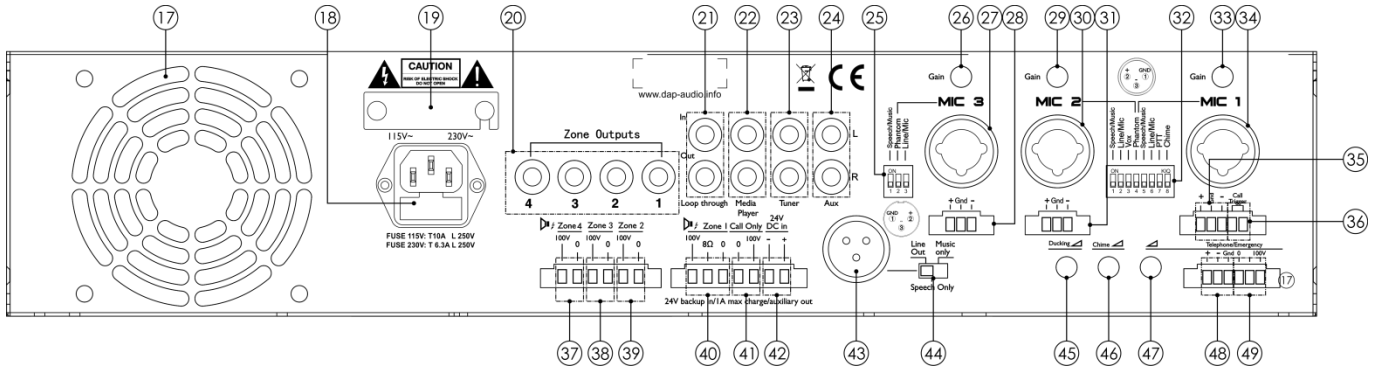 17 18 19 20 21 22 23 24 25 26 27 28 29 30 31 32 33 34
CAUTION
RISK OF ELECTRIC SHOCK
DO NOT OPEN
www.dap-audio.info
CE
115V~ 230V~
FUSE 115V: T10A L 250V
FUSE 230V: T 6.3A L 250V
Zone Outputs
4 3 2 1
In
Out
L
R
Loop through
Media Player
Tuner
Aux
Gain
MIC 3
Speech/Music
Phantom
Line/Mic
ON
1 2 3
GND
1 2 3
+ -
+ Gnd -
Gain
MIC 2
+ Gnd -
GND
+ 2 1
- 3
Speech/Music
Line/Mic
Vox
Phantom
Speech/Music
Line/Mic
PTT
Chime
ON
1 2 3 4 5 6 7 8
Gain
MIC 1
+ Gnd -
Call Trigger
35
36
Zone 4 Zone 3 Zone 2
100V 0 100V 0 100V 0
Zone 1 Call Only
100V 8Ω 0 0 100V
24V
DC in
- +
24V backup in/1A max charge/auxiliary out
Line Out
Music only
Speech Only
Ducking
Chime
Telephone/Emergency
+ - Gnd 0 100V
17
37 38 39 40 41 42 43 44 45 46 47 48 49